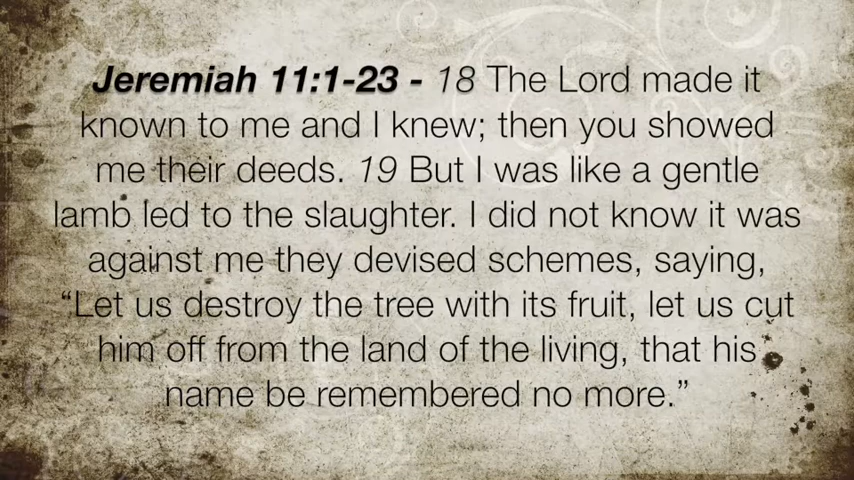 Jeremiah 11:1-23 - 18 The Lord made it
known to me and I knew; then you showed
me their deeds. 19 But I was like a gentle
lamb led to the slaughter. I did not know it was
against me they devised schemes, saying,
“Let us destroy the tree with its fruit, let us cut
him off from the land of the living, that his
name be remembered no more.”